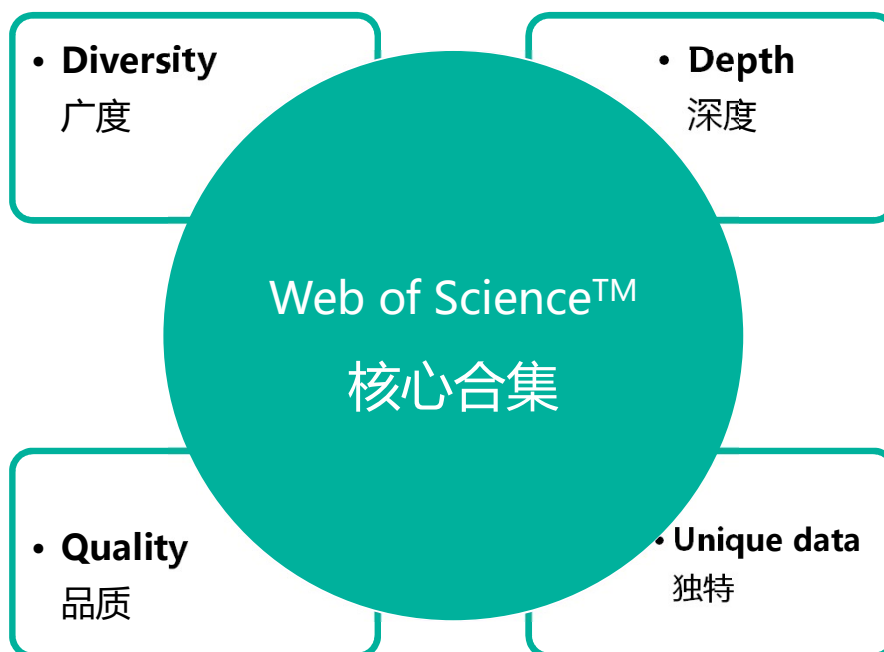 • Diversity
广度
• Depth
深度
Web of Science™
核心合集
• Quality
品质
• Unique data
独特